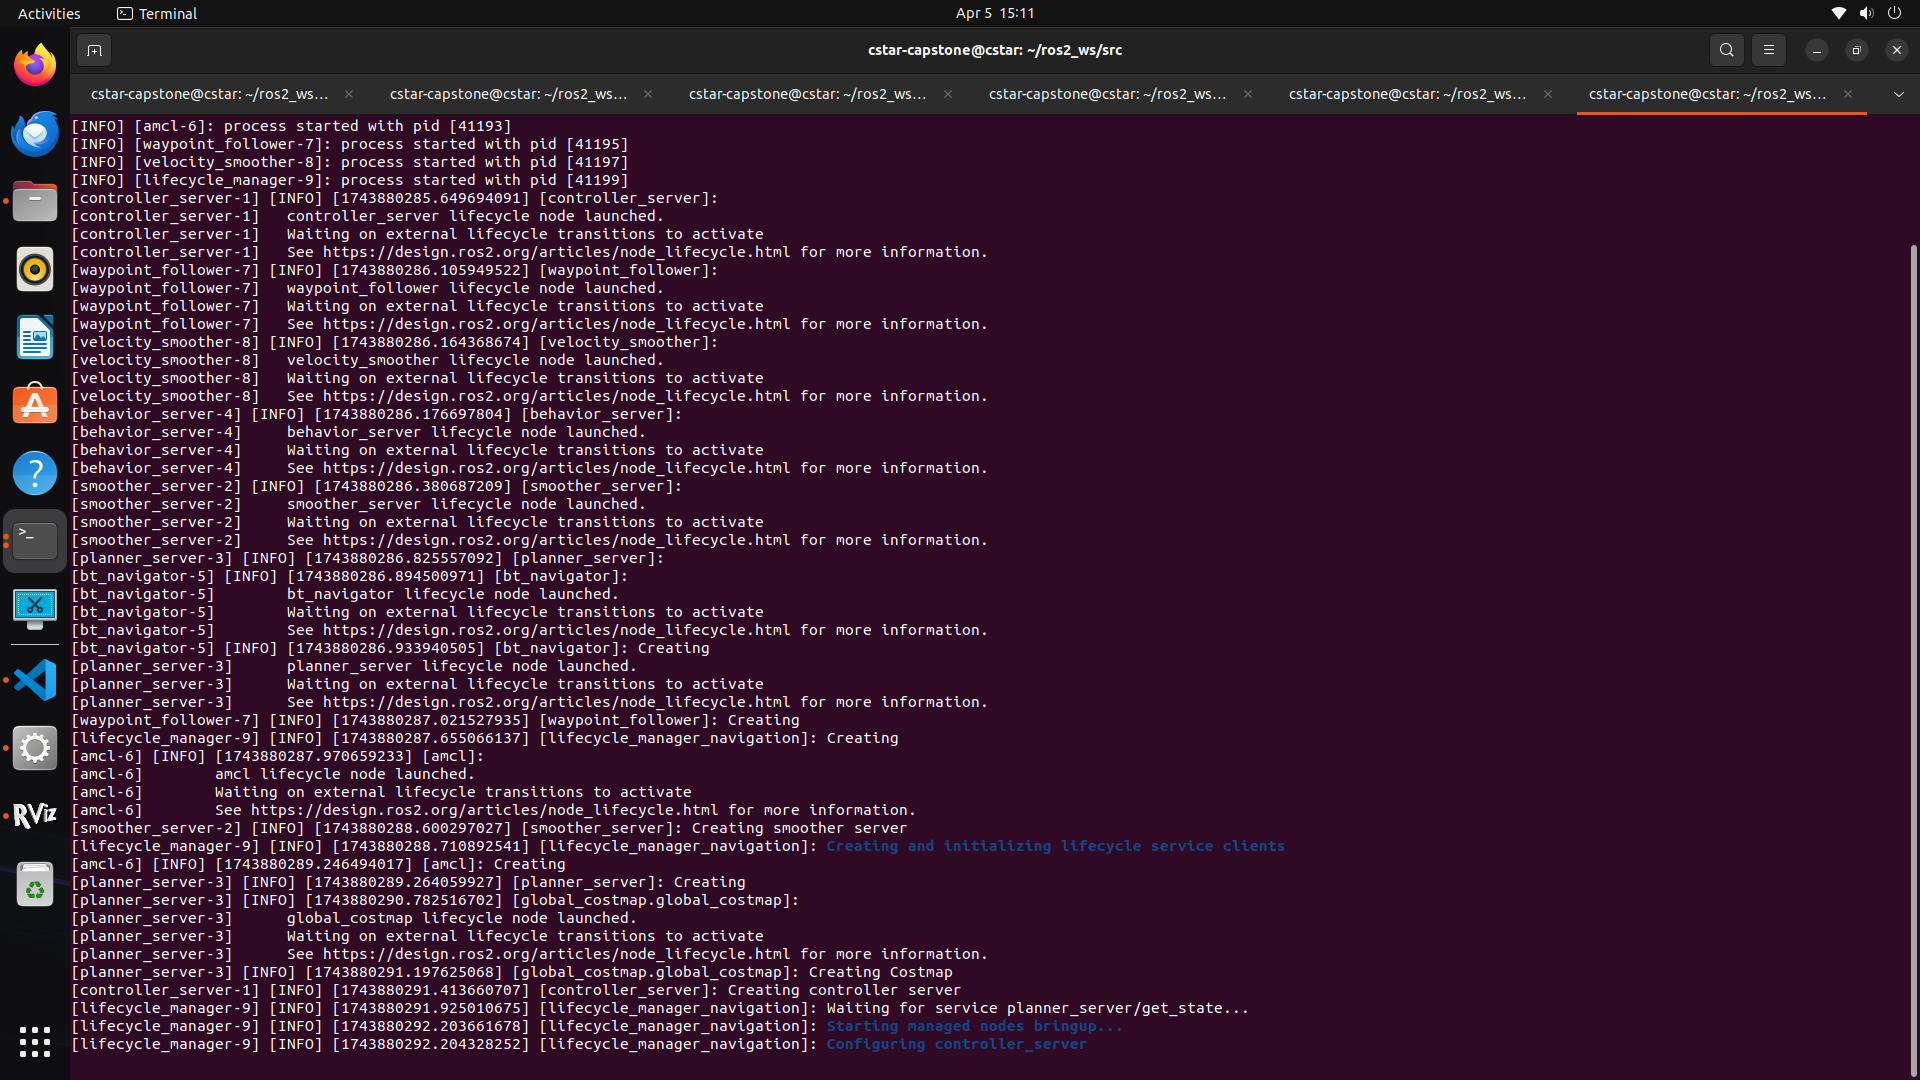 Activities
Terminal
Apr 5 15:11
cstar-capstone@cstar: ~/ros2_ws/src
cstar-capstone@cstar: ~/ros2_ws...
cstar-capstone@cstar: ~/ros2_ws...
cstar-capstone@cstar: ~/ros2_ws...
cstar-capstone@cstar: ~/ros2_ws...
cstar-capstone@cstar: ~/ros2_ws...
cstar-capstone@cstar: ~/ros2_ws...
[INFO] [amcl-6]: process started with pid [41193]
[INFO] [waypoint_follower-7]: process started with pid [41195]
[INFO] [velocity_smoother-8]: process started with pid [41197]
[INFO] [lifecycle_manager-9]: process started with pid [41199]
[controller_server-1] [INFO] [1743880285.649694091] [controller_server]:
[controller_server-1]   controller_server lifecycle node launched.
[controller_server-1]   Waiting on external lifecycle transitions to activate
[controller_server-1]   See https://design.ros2.org/articles/node_lifecycle.html for more information.
[waypoint_follower-7] [INFO] [1743880286.105949522] [waypoint_follower]:
[waypoint_follower-7]   waypoint_follower lifecycle node launched.
[waypoint_follower-7]   Waiting on external lifecycle transitions to activate
[waypoint_follower-7]   See https://design.ros2.org/articles/node_lifecycle.html for more information.
[velocity_smoother-8] [INFO] [1743880286.164368674] [velocity_smoother]:
[velocity_smoother-8]   velocity_smoother lifecycle node launched.
[velocity_smoother-8]   Waiting on external lifecycle transitions to activate
[velocity_smoother-8]   See https://design.ros2.org/articles/node_lifecycle.html for more information.
[behavior_server-4] [INFO] [1743880286.176697804] [behavior_server]:
[behavior_server-4]     behavior_server lifecycle node launched.
[behavior_server-4]     Waiting on external lifecycle transitions to activate
[behavior_server-4]     See https://design.ros2.org/articles/node_lifecycle.html for more information.
[smoother_server-2] [INFO] [1743880286.380687209] [smoother_server]:
[smoother_server-2]     smoother_server lifecycle node launched.
[smoother_server-2]     Waiting on external lifecycle transitions to activate
[smoother_server-2]     See https://design.ros2.org/articles/node_lifecycle.html for more information.
[planner_server-3] [INFO] [1743880286.825557092] [planner_server]:
[bt_navigator-5] [INFO] [1743880286.894500971] [bt_navigator]:
[bt_navigator-5]        bt_navigator lifecycle node launched.
[bt_navigator-5]        Waiting on external lifecycle transitions to activate
[bt_navigator-5]        See https://design.ros2.org/articles/node_lifecycle.html for more information.
[bt_navigator-5] [INFO] [1743880286.933940505] [bt_navigator]: Creating
[planner_server-3]      planner_server lifecycle node launched.
[planner_server-3]      Waiting on external lifecycle transitions to activate
[planner_server-3]      See https://design.ros2.org/articles/node_lifecycle.html for more information.
[waypoint_follower-7] [INFO] [1743880287.021527935] [waypoint_follower]: Creating
[lifecycle_manager-9] [INFO] [1743880287.655066137] [lifecycle_manager_navigation]: Creating
[amcl-6] [INFO] [1743880287.970659233] [amcl]:
[amcl-6]        amcl lifecycle node launched.
[amcl-6]        Waiting on external lifecycle transitions to activate
[amcl-6]        See https://design.ros2.org/articles/node_lifecycle.html for more information.
[smoother_server-2] [INFO] [1743880288.600297027] [smoother_server]: Creating smoother server
[lifecycle_manager-9] [INFO] [1743880288.710892541] [lifecycle_manager_navigation]: Creating and initializing lifecycle service clients
[amcl-6] [INFO] [1743880289.246494017] [amcl]: Creating
[planner_server-3] [INFO] [1743880289.264059927] [planner_server]: Creating
[planner_server-3] [INFO] [1743880290.782516702] [global_costmap.global_costmap]:
[planner_server-3]      global_costmap lifecycle node launched.
[planner_server-3]      Waiting on external lifecycle transitions to activate
[planner_server-3]      See https://design.ros2.org/articles/node_lifecycle.html for more information.
[planner_server-3] [INFO] [1743880291.197625068] [global_costmap.global_costmap]: Creating Costmap
[controller_server-1] [INFO] [1743880291.413660707] [controller_server]: Creating controller server
[lifecycle_manager-9] [INFO] [1743880291.925010675] [lifecycle_manager_navigation]: Waiting for service planner_server/get_state...
[lifecycle_manager-9] [INFO] [1743880292.203661678] [lifecycle_manager_navigation]: Starting managed nodes bringup...
[lifecycle_manager-9] [INFO] [1743880292.204328252] [lifecycle_manager_navigation]: Configuring controller_server
RViz